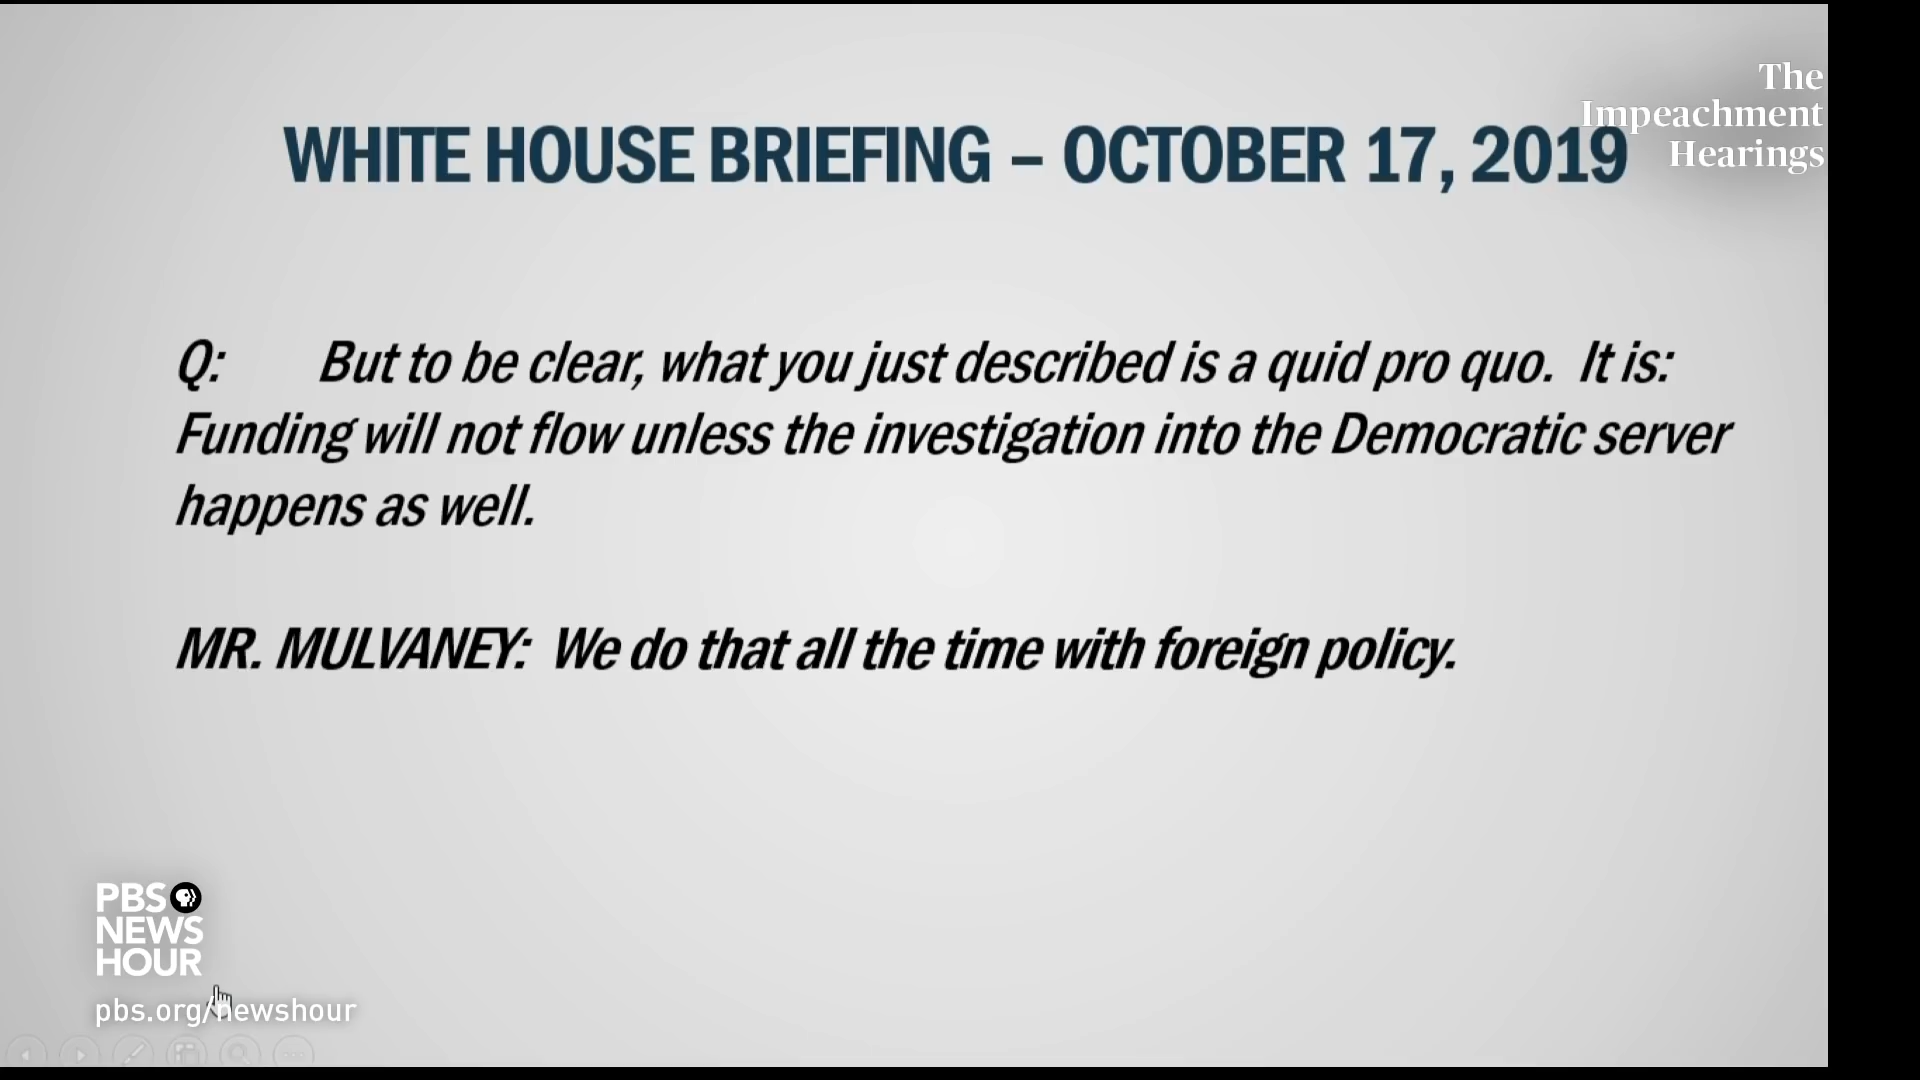 The
Impeachment
Hearings
WHITE HOUSE BRIEFING – OCTOBER 17, 2019
Q: But to be clear, what you just described is a quid pro quo. It is:
Funding will not flow unless the investigation into the Democratic server
happens as well.
MR. MULVANEY: We do that all the time with foreign policy.
PBS
NEWS
HOUR
pbs.org/newshour